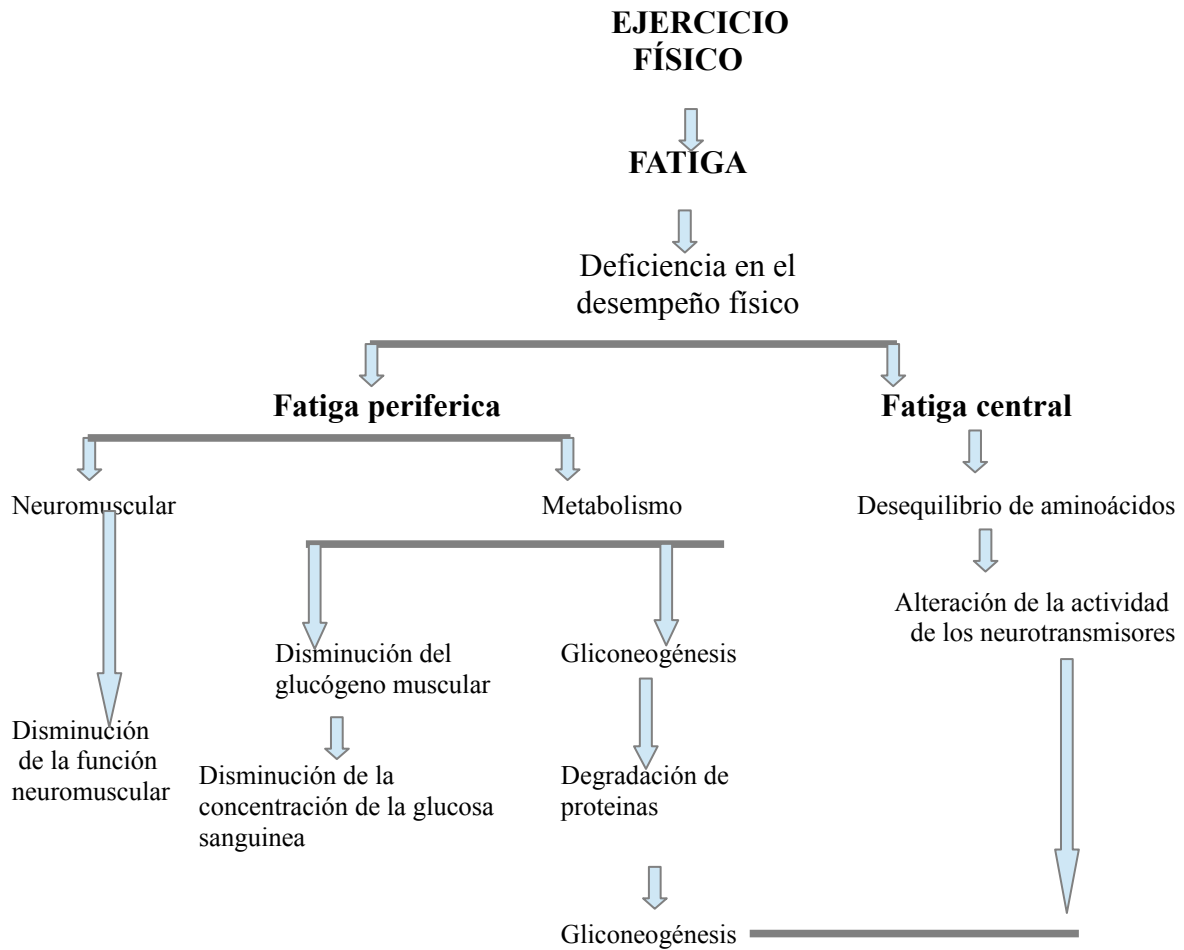 EJERCICIO
FÍSICO
FATIGA
Deficiencia en el
desempeño físico
Fatiga periferica
Fatiga central
Neuromuscular
Metabolismo
Desequilibrio de aminoácidos
Alteración de la actividad
de los neurotransmisores
Disminución del
glucógeno muscular
Gliconeogénesis
Disminución
de la función
neuromuscular
Disminución de la
concentración de la glucosa
sanguinea
Degradación de
proteinas
Gliconeogénesis